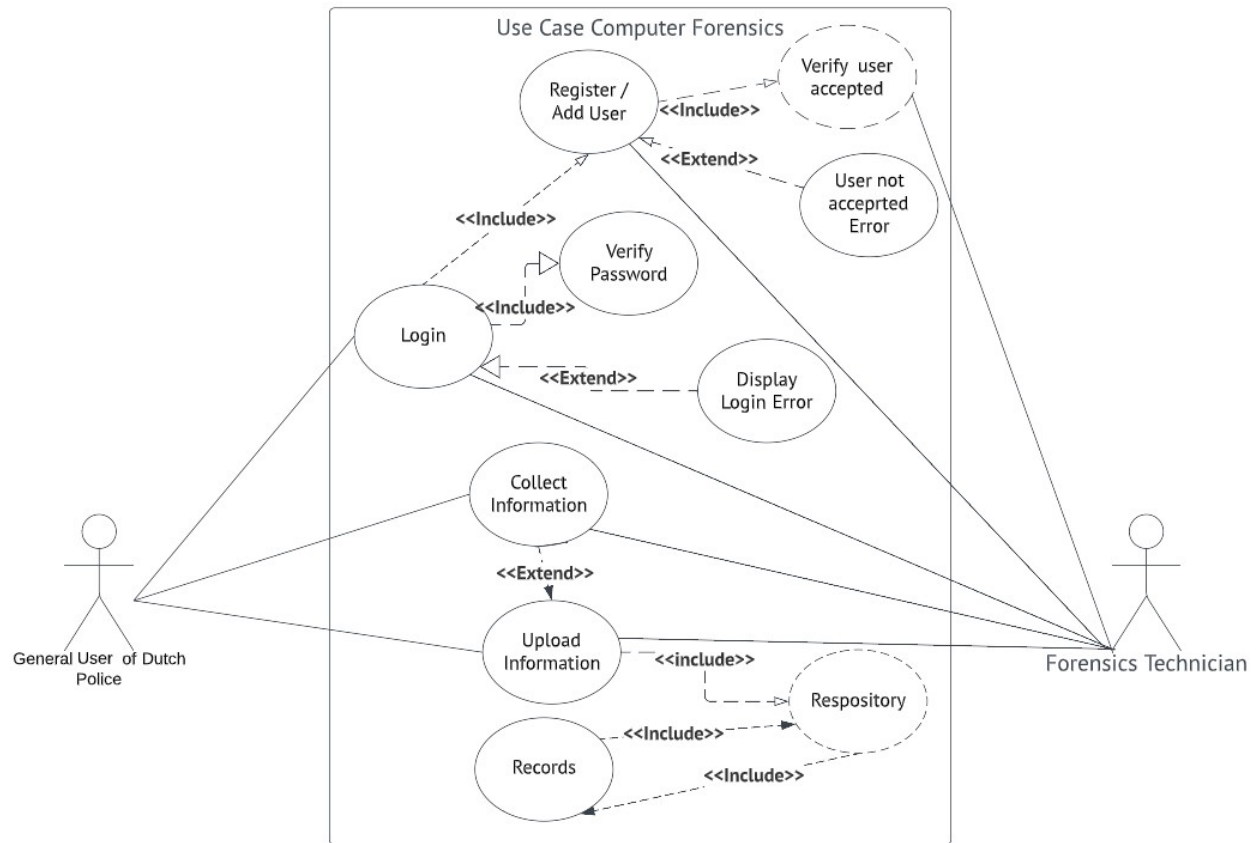 Use Case Computer Forensics
Register /
Add User
Verify user
accepted
<<Include>>
<<Extend>>
User not
acceprted
Error
<<Include>>
Verify
Password
<<Include>>
Login
<<Extend>>
Display
Login Error
Collect
Information
<<Extend>>
General User of Dutch
Police
Upload
Information
<<include>>
Forensics Technician
Respository
<<Include>>
Records
<<Include>>